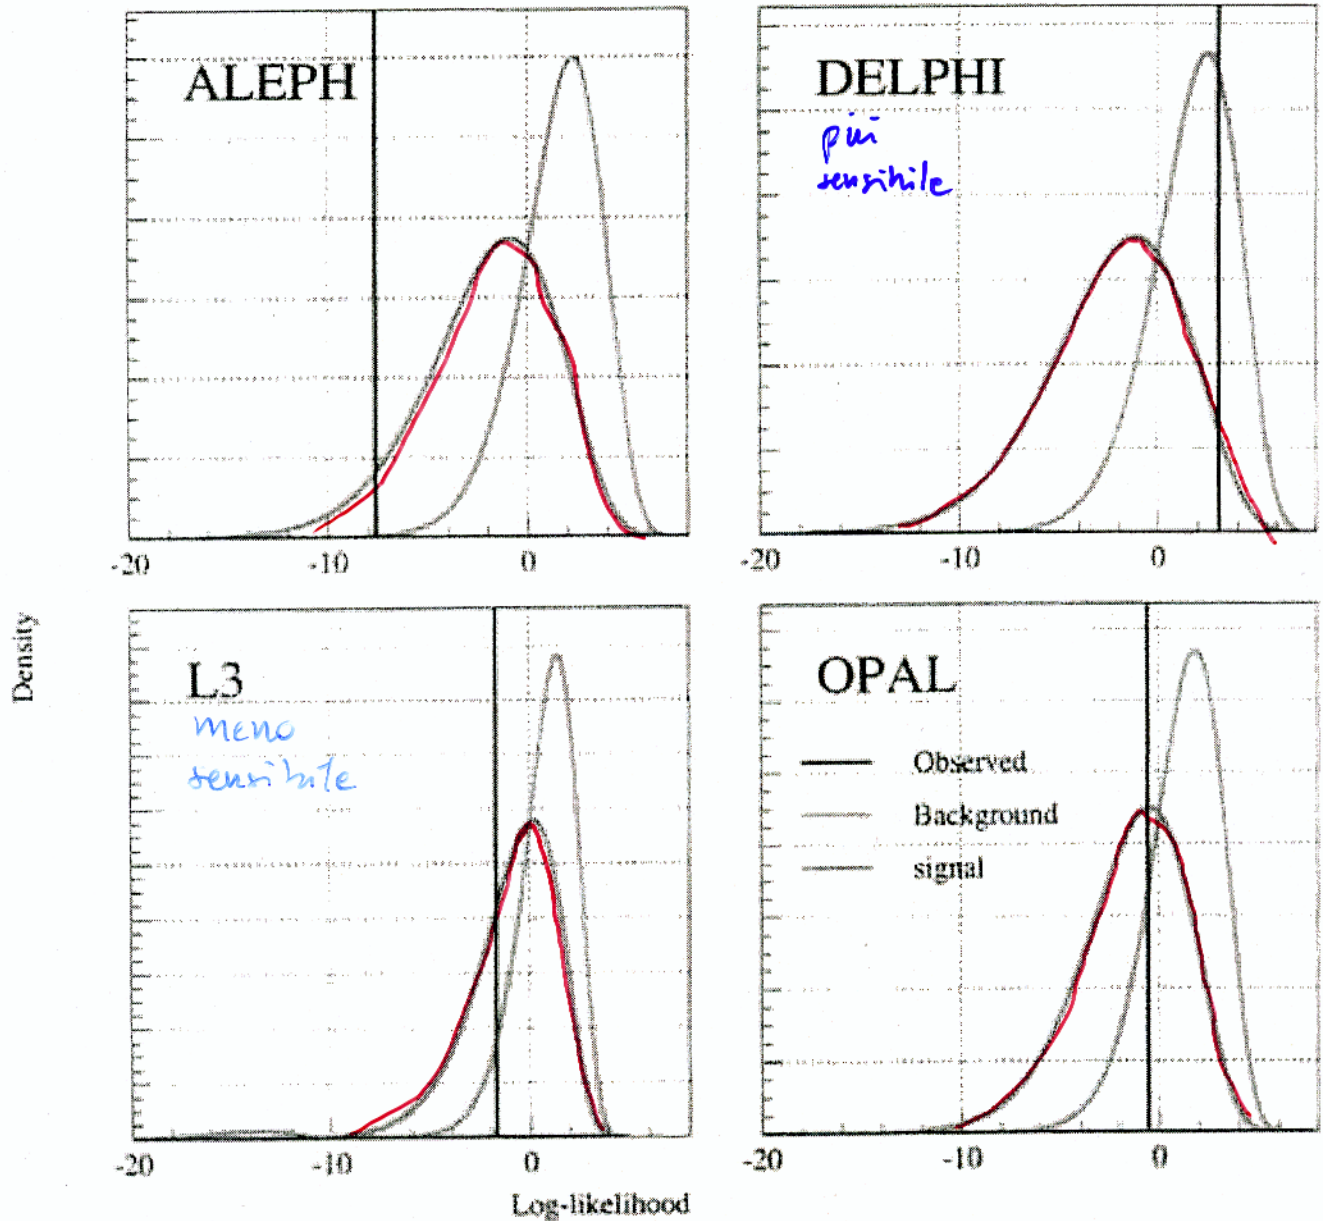 ALEPH
-20
-10
0
DELPHI
più
sensibile
-20
-10
0
Density
L3
meno
sensibile
-20
-10
0
OPAL
Observed
Background
signal
-20
-10
0
Log-likelihood